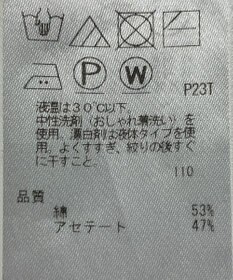 P W
P23T
液温は30℃以下。
中性洗剤（おしゃれ着洗い）を
使用。漂白剤は液体タイプを使
用。よくすすぎ、絞りの後すぐ
に干すこと。
110
品質
綿 53%
アセテート 47%